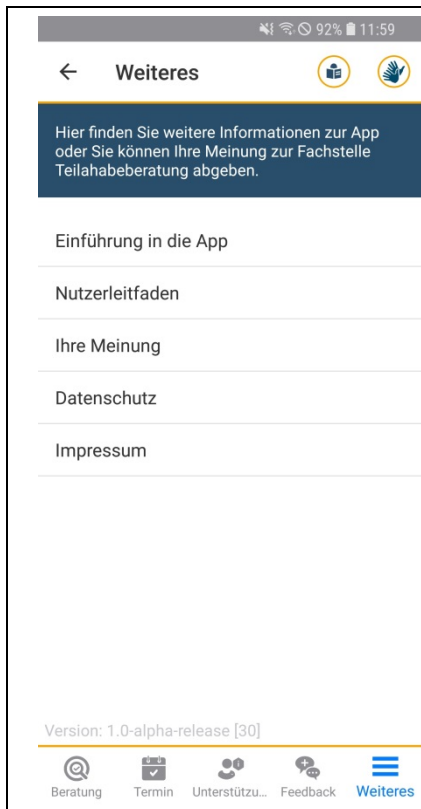 92% 11:59
Weiteres
Hier finden Sie weitere Informationen zur App
oder Sie können Ihre Meinung zur Fachstelle
Teilahabeberatung abgeben.
Einführung in die App
Nutzerleitfaden
Ihre Meinung
Datenschutz
Impressum
Version: 1.0-alpha-release [30]
Beratung Termin Unterstützu... Feedback Weiteres